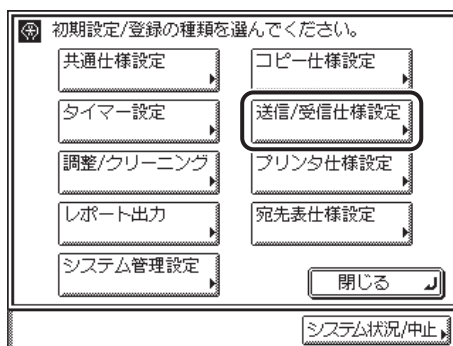 初期設定/登録の種類を選んでください。
共通仕様設定 コピー仕様設定
タイマー設定 送信/受信仕様設定
調整/クリーニング プリンタ仕様設定
レポート出力 宛先表仕様設定
システム管理設定
閉じる
システム状況/中止